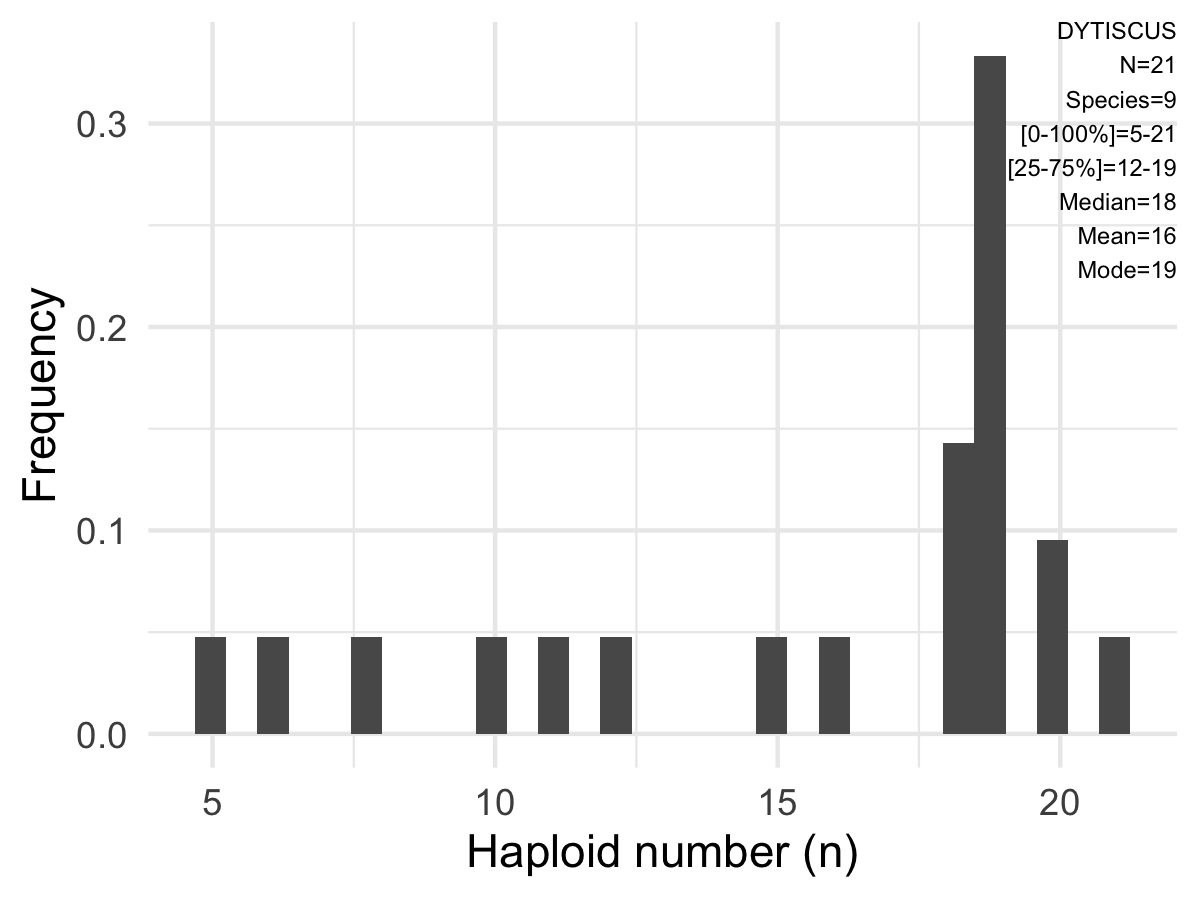 DYTISCUS
N=21
Species=9
[0-100%]=5-21
[25-75%]=12-19
Median=18
Mean=16
Mode=19
Frequency
0.3
0.2
0.1
0.0
5 10 15 20
Haploid number (n)